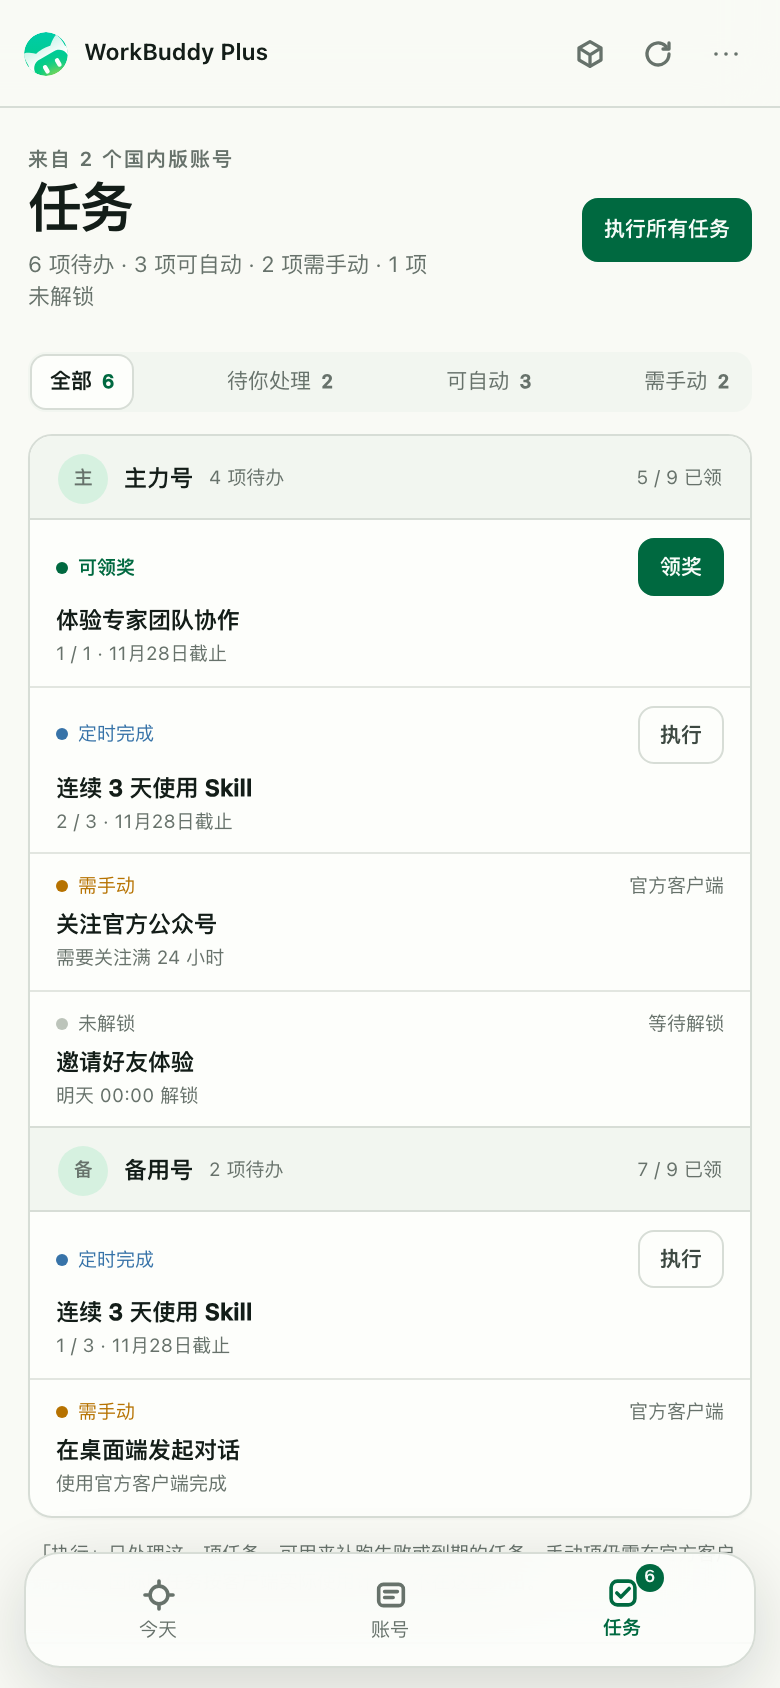 WorkBuddy Plus
来自 2 个国内版账号
任务
执行所有任务
6 项待办 · 3 项可自动 · 2 项需手动 · 1 项
未解锁
全部 6
待你处理 2
可自动 3
需手动 2
主 主力号 4 项待办 5 / 9 已领
可领奖
领奖
体验专家团队协作
1 / 1 · 11月28日截止
定时完成
执行
连续 3 天使用 Skill
2 / 3 · 11月28日截止
需手动
官方客户端
关注官方公众号
需要关注满 24 小时
未解锁
等待解锁
邀请好友体验
明天 00:00 解锁
备 备用号 2 项待办 7 / 9 已领
定时完成
执行
连续 3 天使用 Skill
1 / 3 · 11月28日截止
需手动
官方客户端
在桌面端发起对话
使用官方客户端完成
今天
账号
任务
6